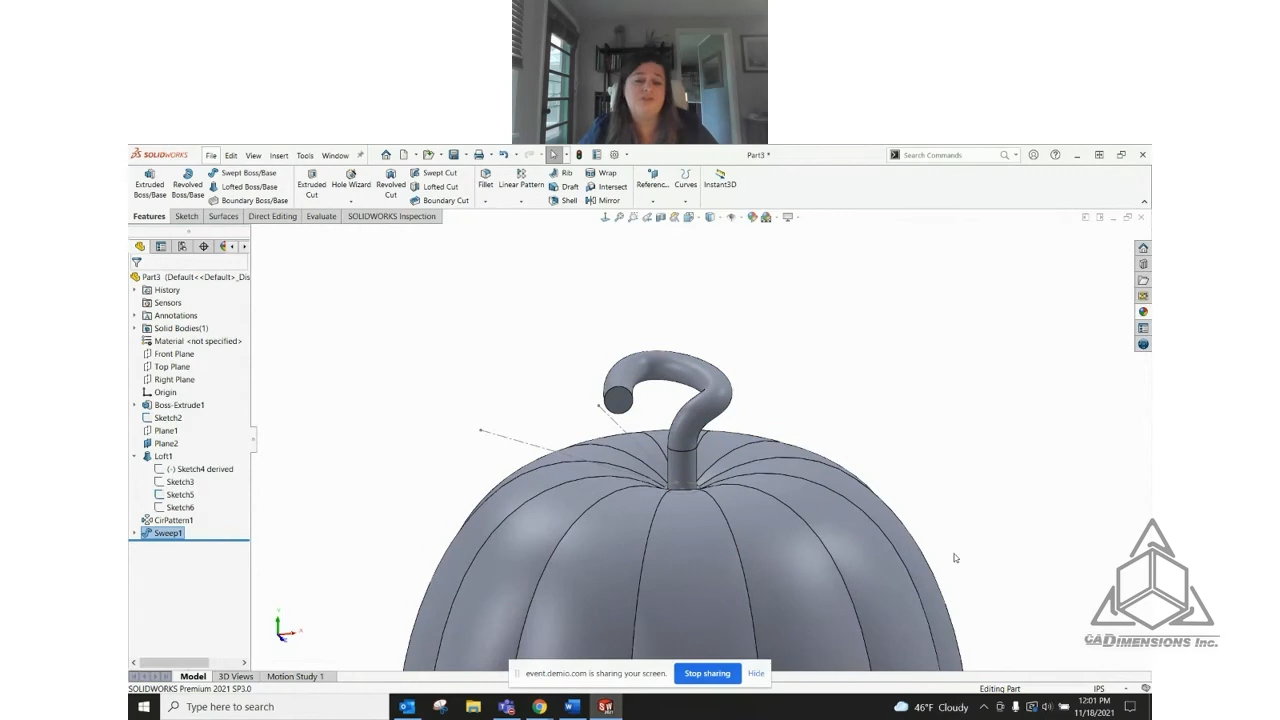 SOLIDWORKS
File Edit View Insert Tools Window
Part3 *
Search Commands
Extruded Boss/Base
Revolved Boss/Base
Swept Boss/Base
Lofted Boss/Base
Boundary Boss/Base
Extruded Cut
Hole Wizard
Revolved Cut
Swept Cut
Lofted Cut
Boundary Cut
Fillet
Linear Pattern
Rib
Draft
Shell
Wrap
Intersect
Mirror
Referenc...
Curves
Instant3D
Features Sketch Surfaces Direct Editing Evaluate SOLIDWORKS Inspection
Part3 (Default<<Default>_Dis
History
Sensors
Annotations
Solid Bodies(1)
Material <not specified>
Front Plane
Top Plane
Right Plane
Origin
Boss-Extrude1
Sketch2
Plane1
Plane2
Loft1
(-) Sketch4 derived
Sketch3
Sketch5
Sketch6
CirPattern1
Sweep1
CADIMENSIONS Inc.
event.demio.com is sharing your screen. Stop sharing Hide
Model 3D Views Motion Study 1
SOLIDWORKS Premium 2021 SP3.0
Editing Part IPS
Type here to search
46°F Cloudy
12:01 PM
11/18/2021